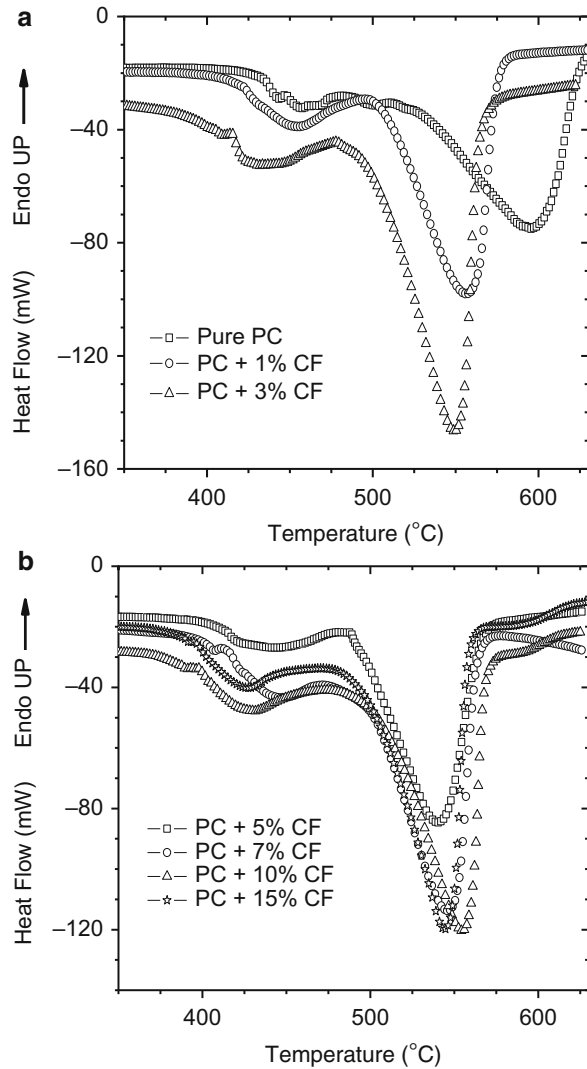 a
0
−40
−80
−120
−160
Heat Flow (mW)
Endo UP
Pure PC
PC + 1% CF
PC + 3% CF
400
500
600
Temperature (°C)
b
0
−40
−80
−120
Heat Flow (mW)
Endo UP
PC + 5% CF
PC + 7% CF
PC + 10% CF
PC + 15% CF
400
500
600
Temperature (°C)